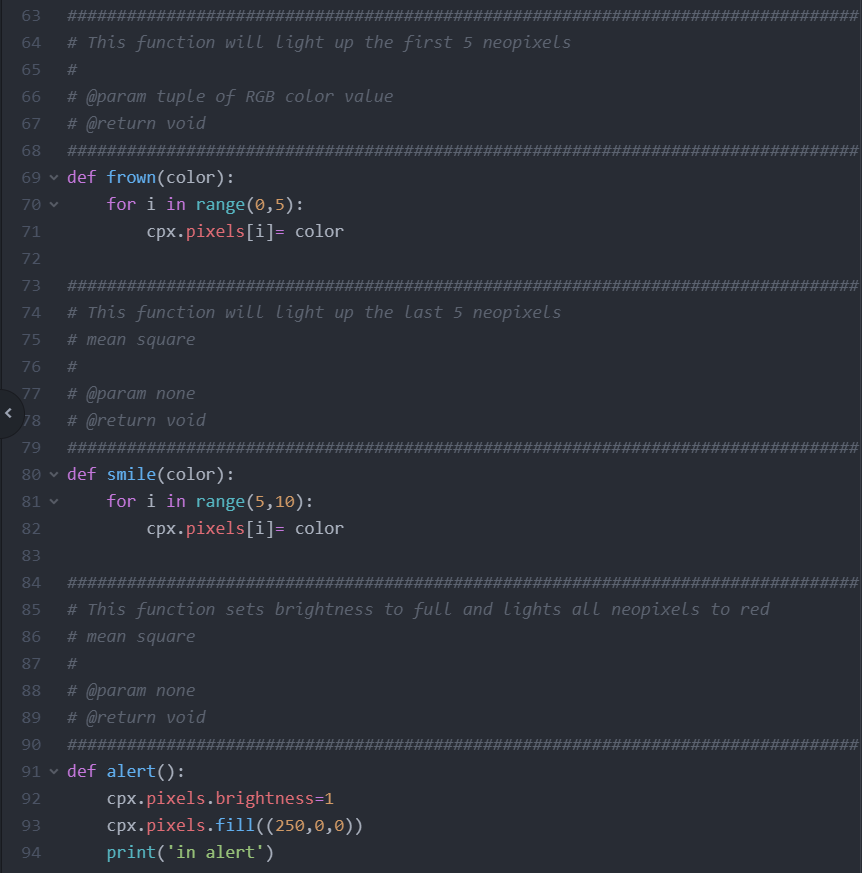 63 ################################################################################
64 # This function will light up the first 5 neopixels
65 #
66 # @param tuple of RGB color value
67 # @return void
68 ################################################################################
69 def frown(color):
70     for i in range(0,5):
71         cpx.pixels[i]= color
72
73 ################################################################################
74 # This function will light up the last 5 neopixels
75 # mean square
76 #
77 # @param none
78 # @return void
79 ################################################################################
80 def smile(color):
81     for i in range(5,10):
82         cpx.pixels[i]= color
83
84 ################################################################################
85 # This function sets brightness to full and lights all neopixels to red
86 # mean square
87 #
88 # @param none
89 # @return void
90 ################################################################################
91 def alert():
92     cpx.pixels.brightness=1
93     cpx.pixels.fill((250,0,0))
94     print('in alert')